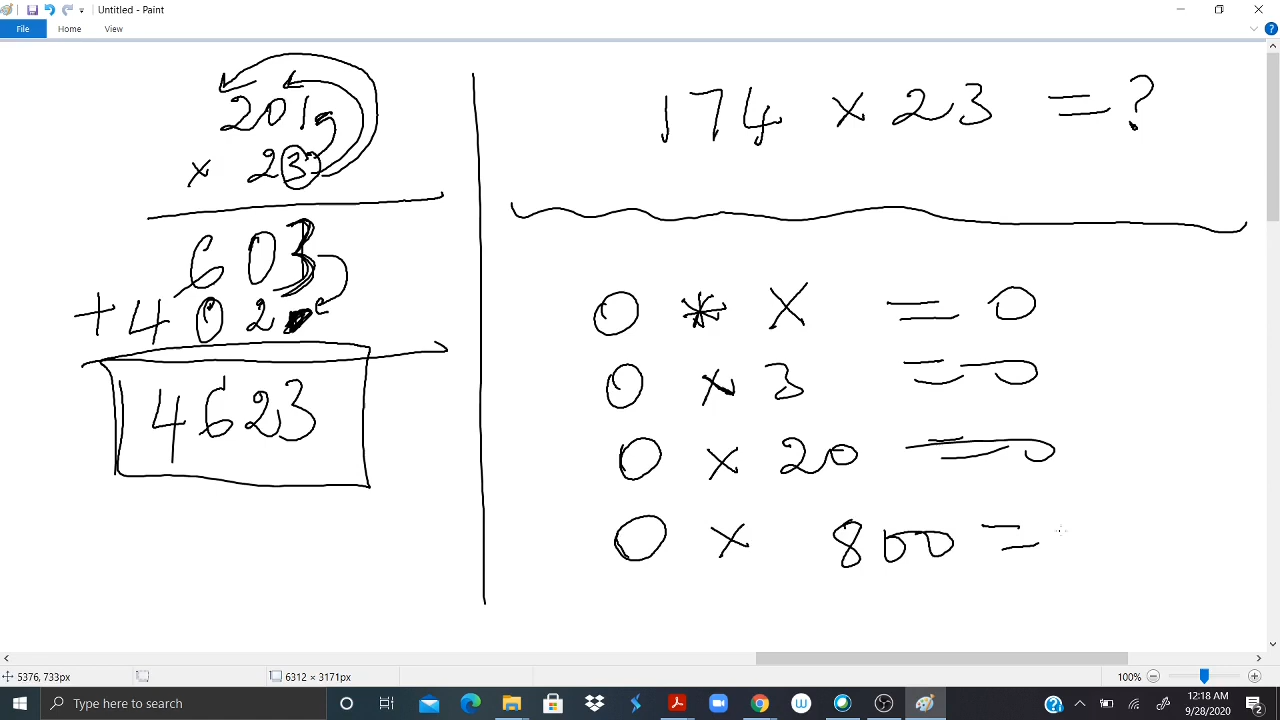 Untitled - Paint
File Home View
201
× 23
603
+ 402
4623
174 × 23 = ?
0 * X = 0
0 × 3 = 0
0 × 20 = 0
0 × 800 =
5376, 733px
6312 × 3171px
100%
Type here to search
12:18 AM
9/28/2020
2